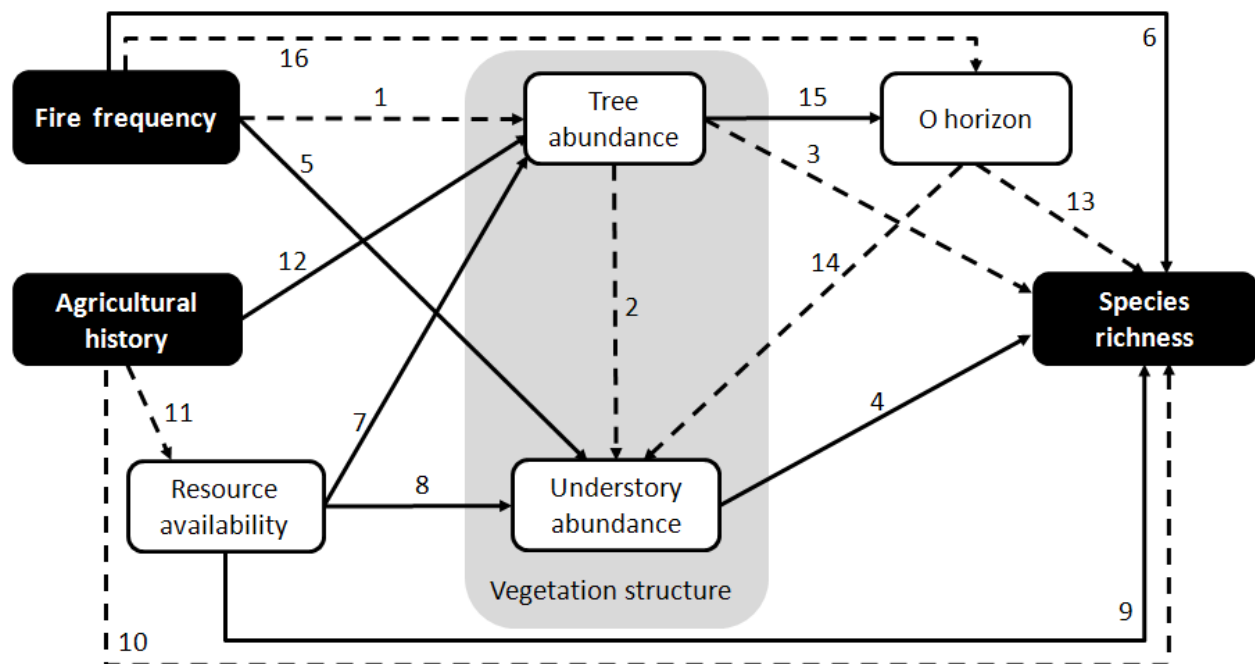 6
16
Fire frequency
1
Tree
abundance
15
O horizon
5
3
13
12
14
Agricultural
history
2
Species
richness
11
7
4
Resource
availability
8
Understory
abundance
Vegetation structure
9
10